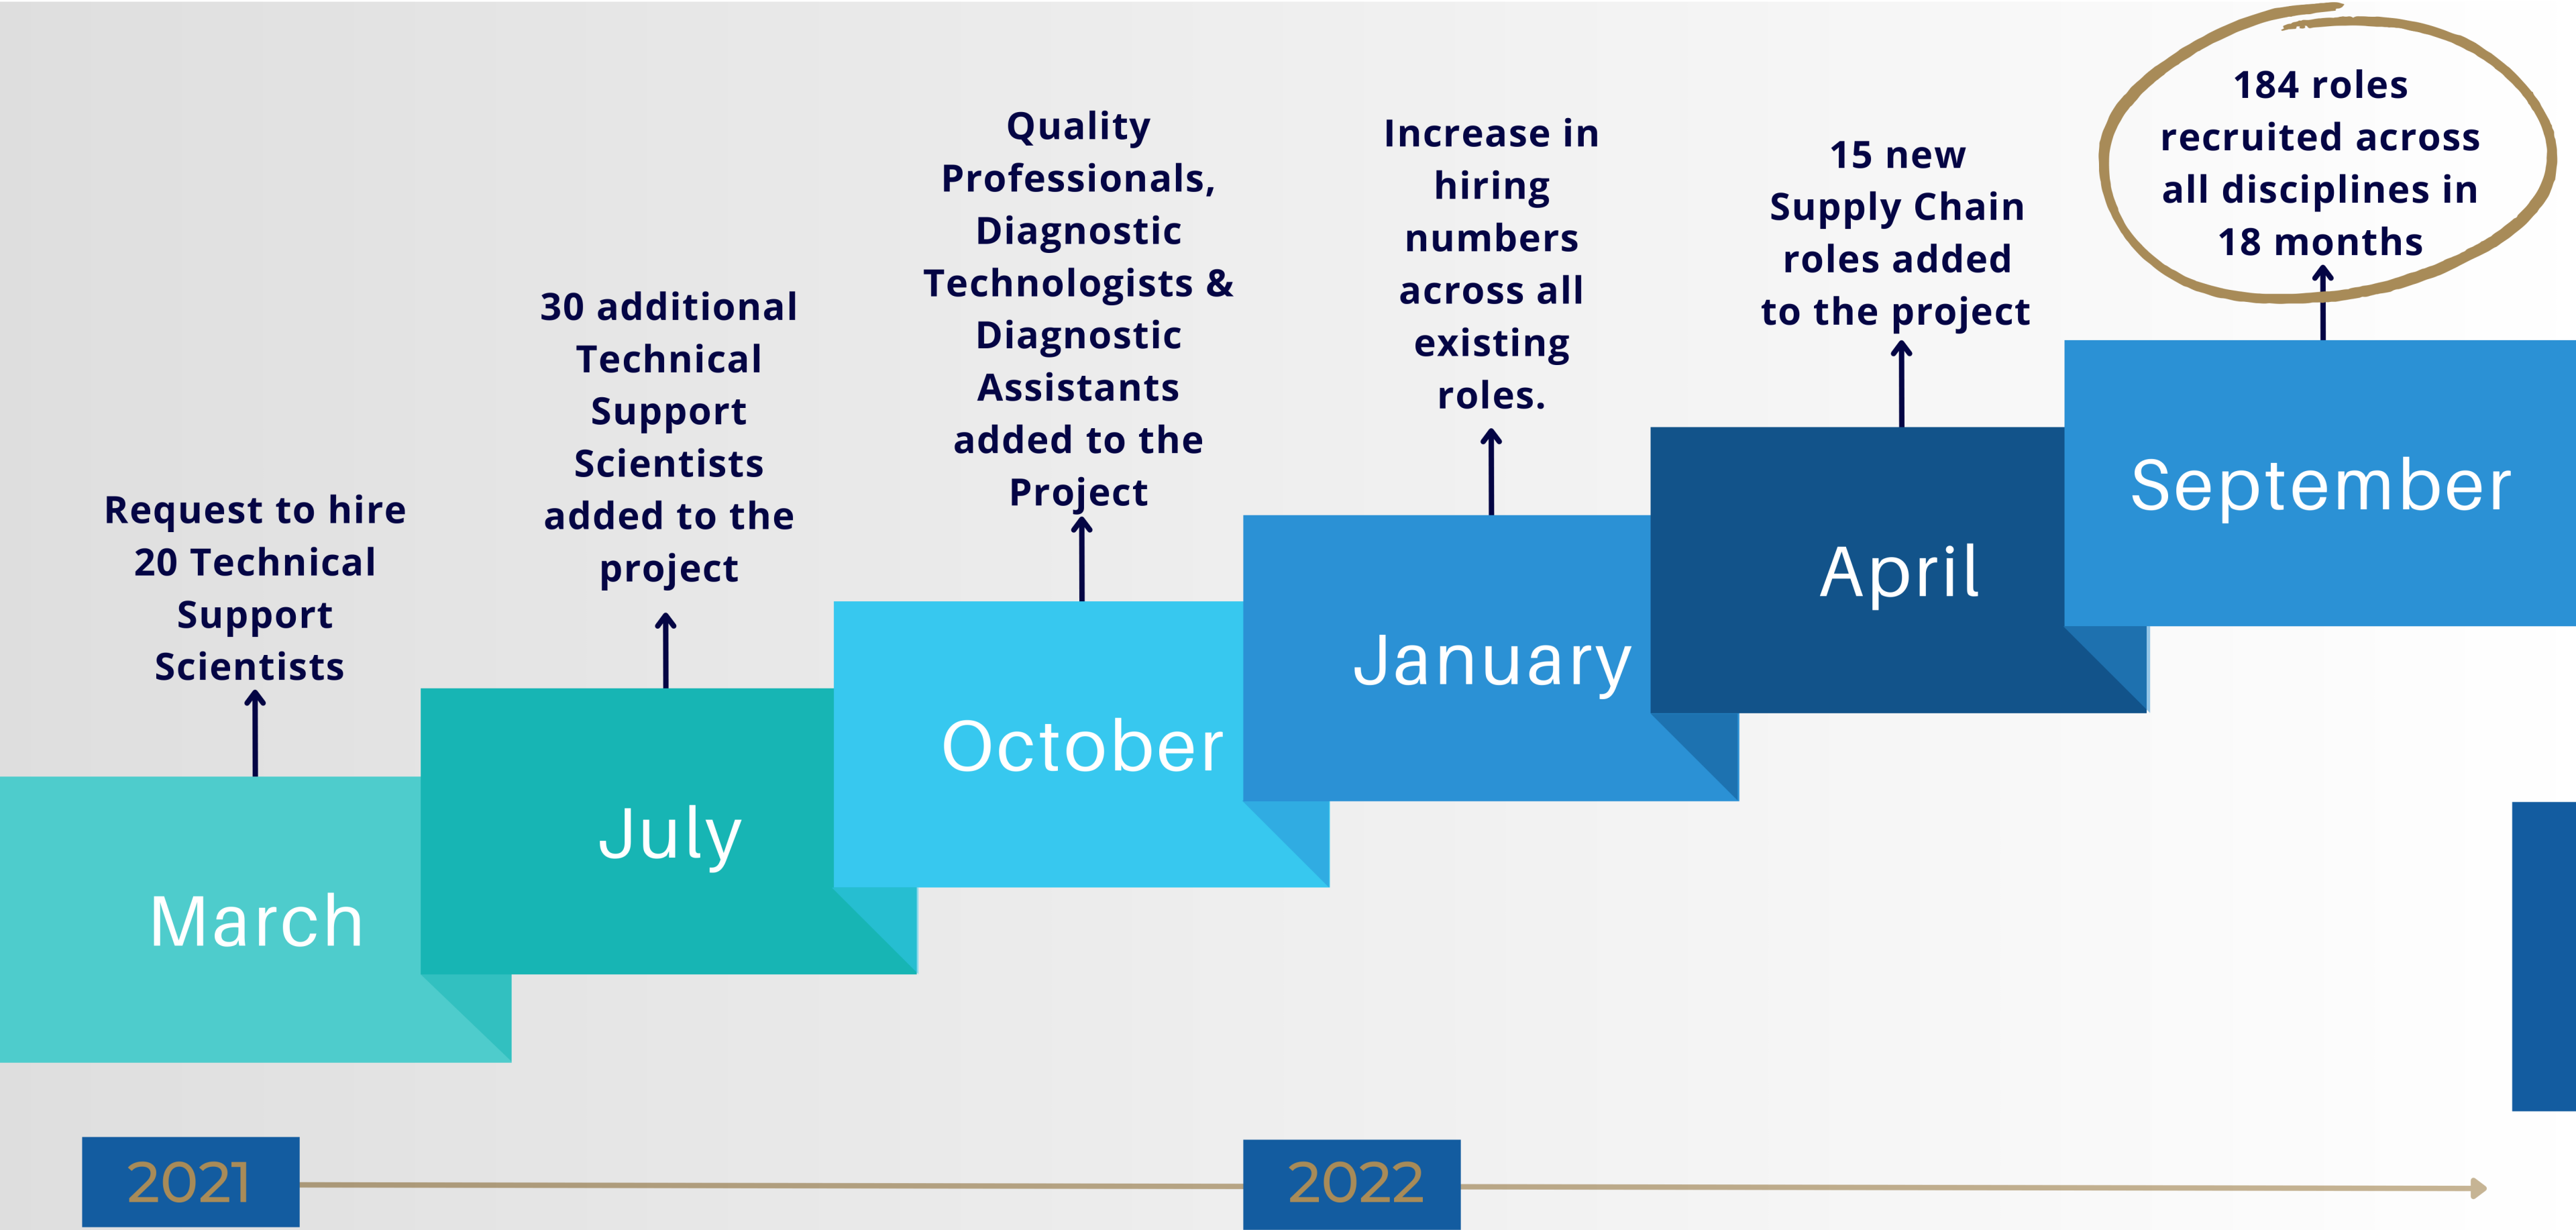 Request to hire
20 Technical
Support
Scientists
March
30 additional
Technical
Support
Scientists
added to the
project
July
Quality
Professionals,
Diagnostic
Technologists &
Diagnostic
Assistants
added to the
Project
October
Increase in
hiring
numbers
across all
existing
roles.
January
15 new
Supply Chain
roles added
to the project
April
184 roles
recruited across
all disciplines in
18 months
September
2021
2022